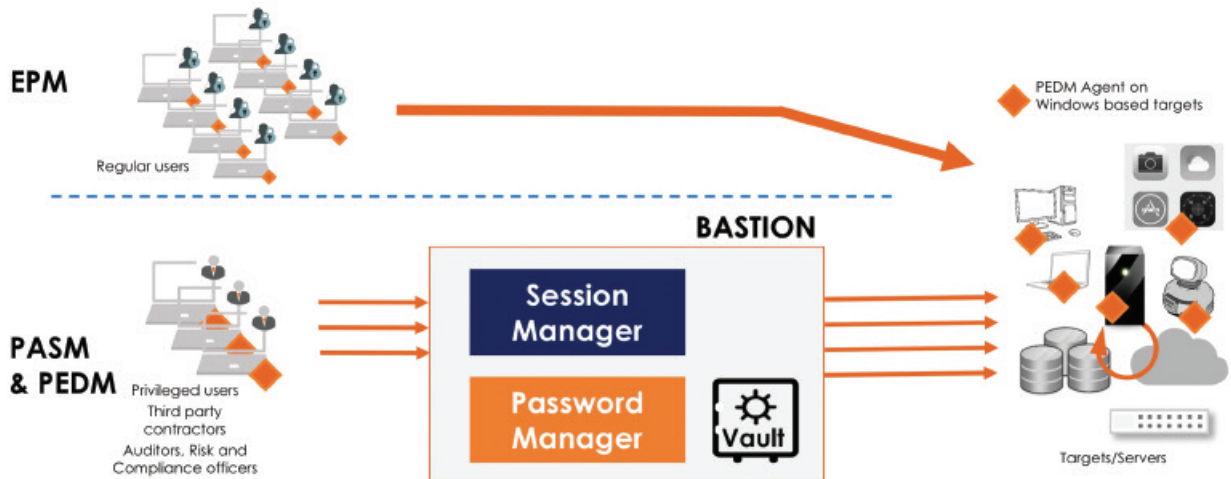 EPM
Regular users
PEDM Agent on
Windows based targets
BASTION
Session
Manager
Password
Manager
Vault
PASM
& PEDM
Privileged users
Third party
contractors
Auditors, Risk and
Compliance officers
Targets/Servers